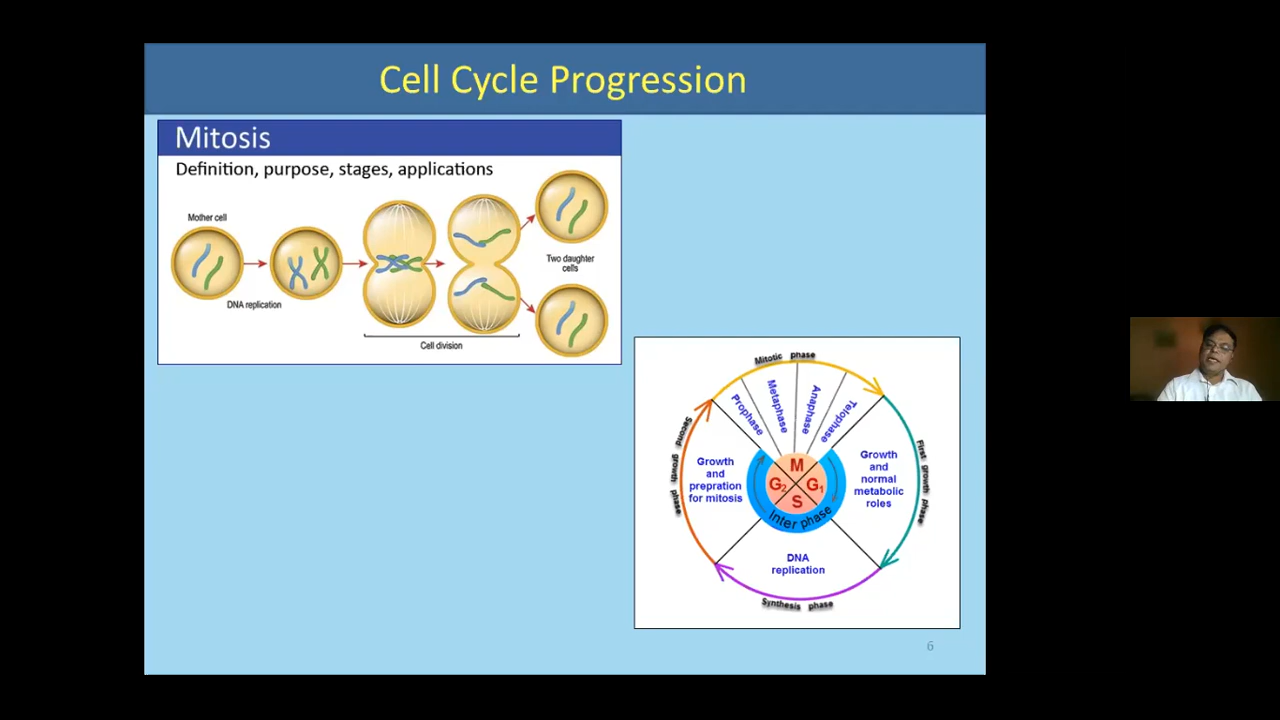 Cell Cycle Progression
Mitosis
Definition, purpose, stages, applications
Mother cell
DNA replication
Cell division
Two daughter
cells
Mitotic phase
Prophase
Metaphase
Anaphase
Telophase
Second growth phase
Growth
and
prepration
for mitosis
M
G₂
G₁
S
Inter phase
Growth
and
normal
metabolic
roles
First growth phase
DNA
replication
Synthesis phase
6